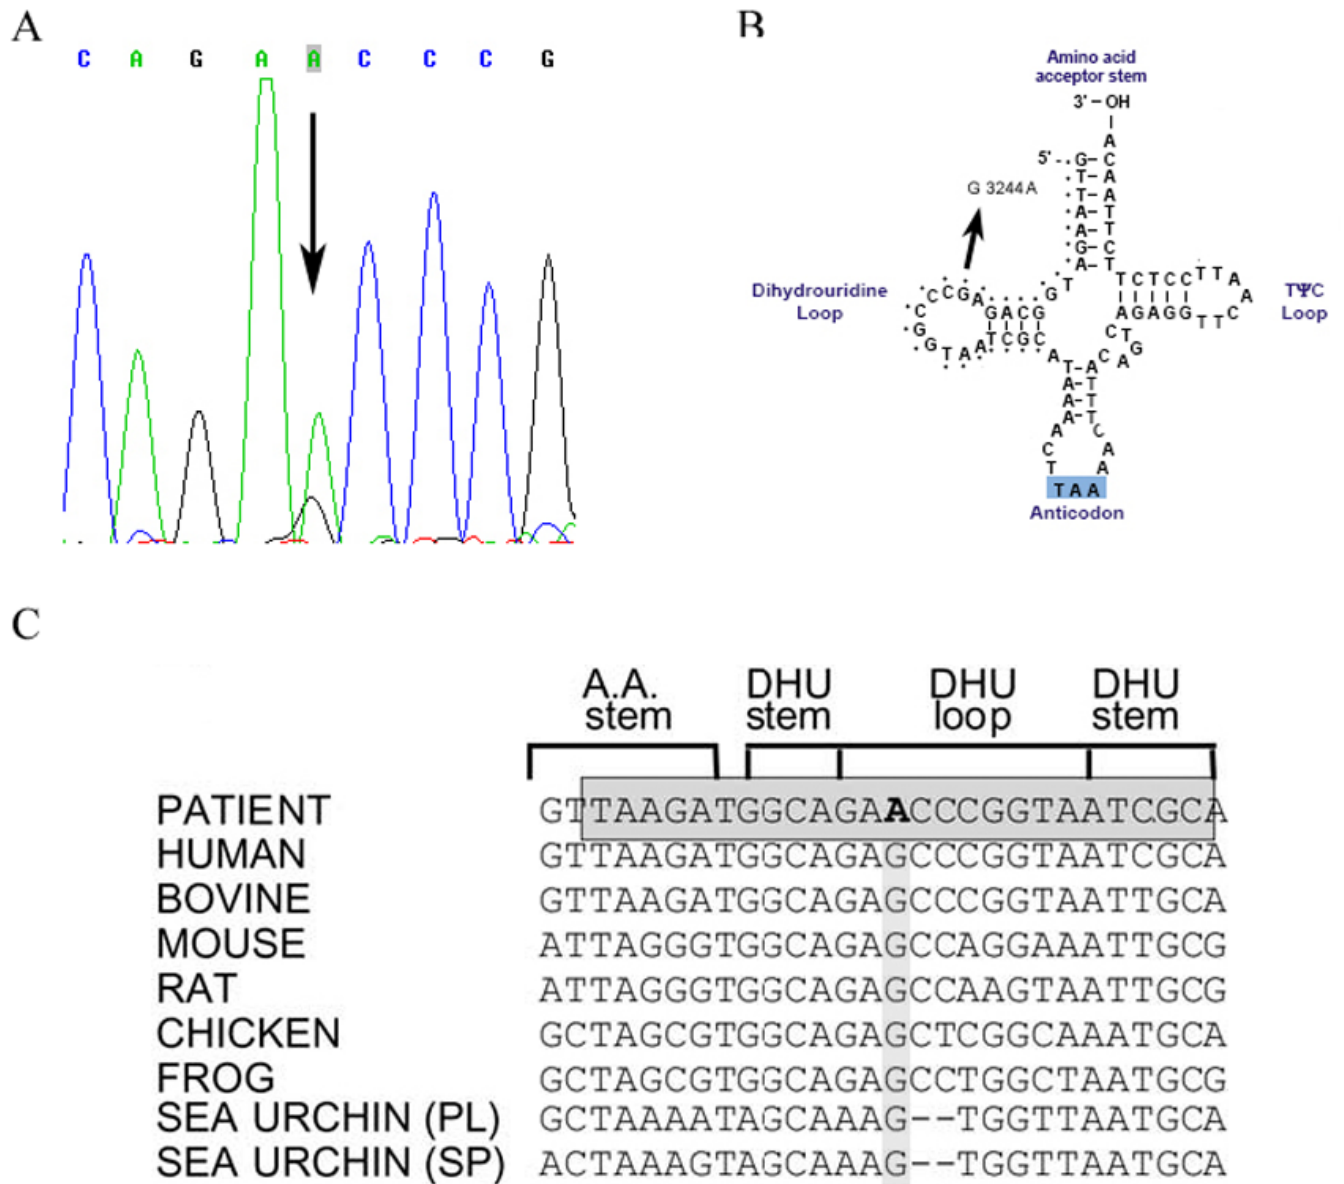 A
C A G A A C C C G
B
Amino acid
acceptor stem
3' – OH
A
5' G– C
T– A
T– A
A– T
A– T
G– C
A– T
G 3244A
Dihydrouridine
Loop
C C C G A
G A C G
G T
T C T C C T T A
A
TΨC
Loop
C G G T A A
T C G C
A
A G A G G T T C
C T G A C
T–A
A–T
A–T
A–T
A C
C A
T A
T A A
Anticodon
C
A.A. stem
DHU stem
DHU loop
DHU stem
PATIENT GTTAAGATGGCAGAACCCGGTAATCGCA
HUMAN GTTAAGATGGCAGAGCCCGGTAATCGCA
BOVINE GTTAAGATGGCAGAGCCCGGTAATTGCA
MOUSE ATTAGGGTGGCAGAGCCAGGAAATTGCG
RAT ATTAGGGTGGCAGAGCCAAGTAATTGCG
CHICKEN GCTAGCGTGGCAGAGCTCGGCAAATGCA
FROG GCTAGCGTGGCAGAGCCTGGCTAATGCG
SEA URCHIN (PL) GCTAAAATAGCAAAG--TGGTTAATGCA
SEA URCHIN (SP) ACTAAAGTAGCAAAG--TGGTTAATGCA